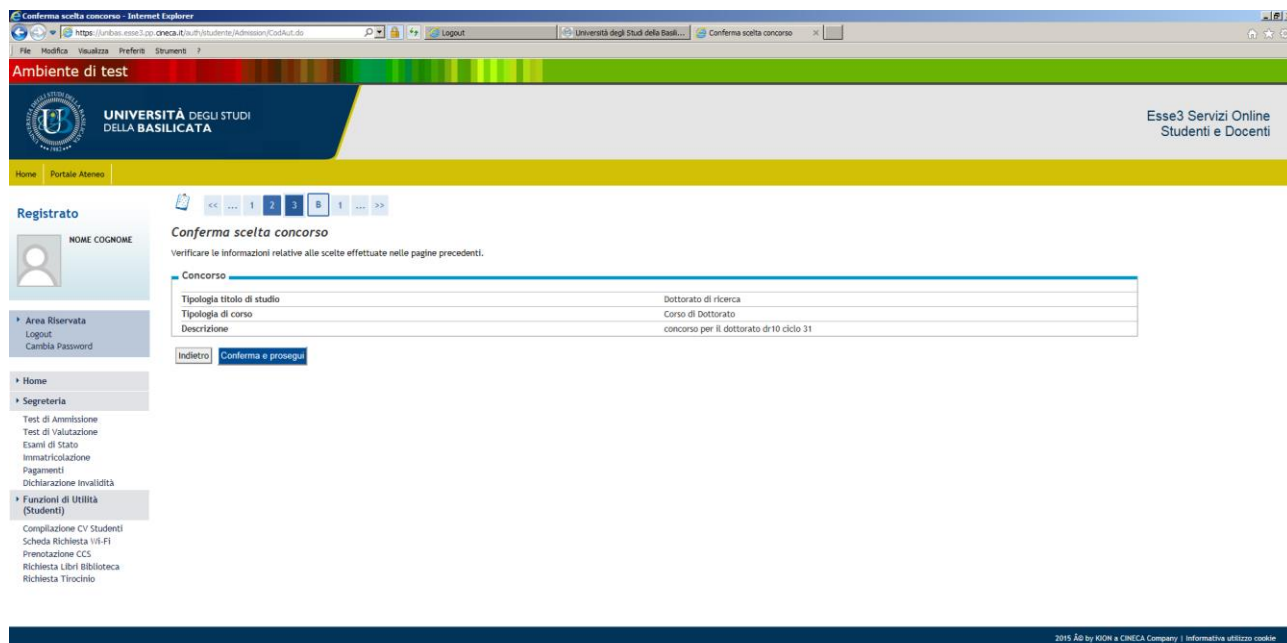 Conferma scelta concorso - Internet Explorer
https://unibas.esse3.pp.cineca.it/auth/studente/Admission/CodAut.do
Logout
Università degli Studi della Basili...
Conferma scelta concorso
File Modifica Visualizza Preferiti Strumenti ?
Ambiente di test
UNIVERSITÀ DEGLI STUDI
DELLA BASILICATA
Esse3 Servizi Online
Studenti e Docenti
Home Portale Ateneo
<< ... 1 2 3 B 1 ... >>
Registrato
NOME COGNOME
Conferma scelta concorso
Verificare le informazioni relative alle scelte effettuate nelle pagine precedenti.
Concorso
Tipologia titolo di studio Dottorato di ricerca
Tipologia di corso Corso di Dottorato
Descrizione concorso per il dottorato dr10 ciclo 31
Indietro Conferma e prosegui
Area Riservata
Logout
Cambia Password
Home
Segreteria
Test di Ammissione
Test di Valutazione
Esami di Stato
Immatricolazione
Pagamenti
Dichiarazione Invalidità
Funzioni di Utilità
(Studenti)
Compilazione CV Studenti
Scheda Richiesta Wi-Fi
Prenotazione CCS
Richiesta Libri Biblioteca
Richiesta Tirocinio
2015 Â© by KION a CINECA Company | Informativa utilizzo cookie